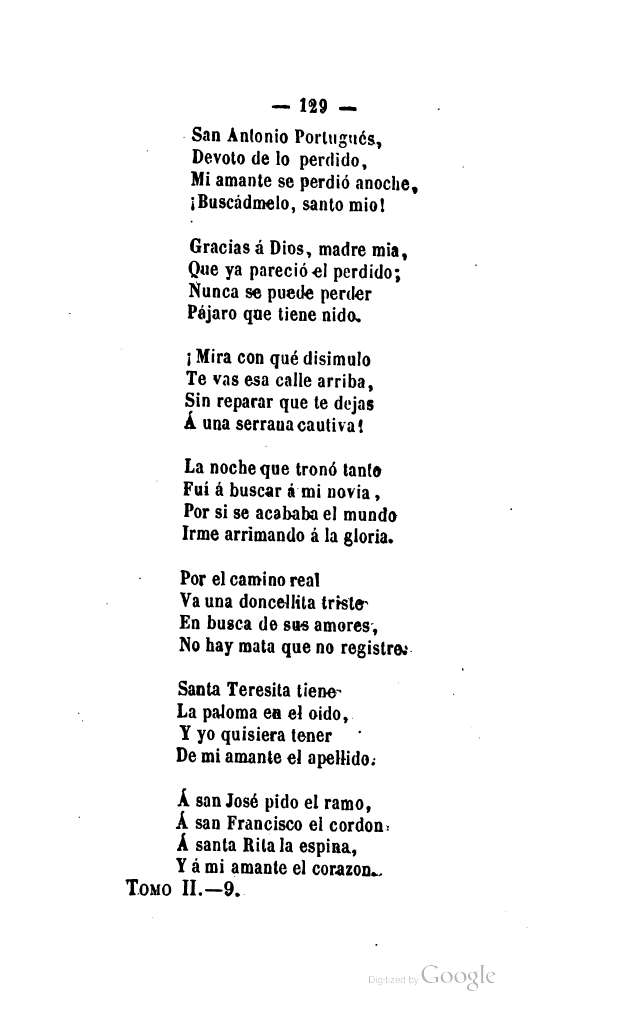 — 129 —
San Antonio Portugués,
Devoto de lo perdido,
Mi amante se perdió anoche,
¡Buscádmelo, santo mio!
Gracias á Dios, madre mia,
Que ya pareció el perdido;
Nunca se puede perder
Pájaro que tiene nido.
¡Mira con qué disimulo
Te vas esa calle arriba,
Sin reparar que te dejas
Á una serrana cautiva!
La noche que tronó tanto
Fuí á buscar á mi novia,
Por si se acababa el mundo
Irme arrimando á la gloria.
Por el camino real
Va una doncellita triste
En busca de sus amores,
No hay mata que no registre.
Santa Teresita tiene
La paloma en el oido,
Y yo quisiera tener
De mi amante el apellido.
Á san José pido el ramo,
Á san Francisco el cordon,
Á santa Rita la espina,
Y á mi amante el corazon.
TOMO II.—9.
Digitized by Google